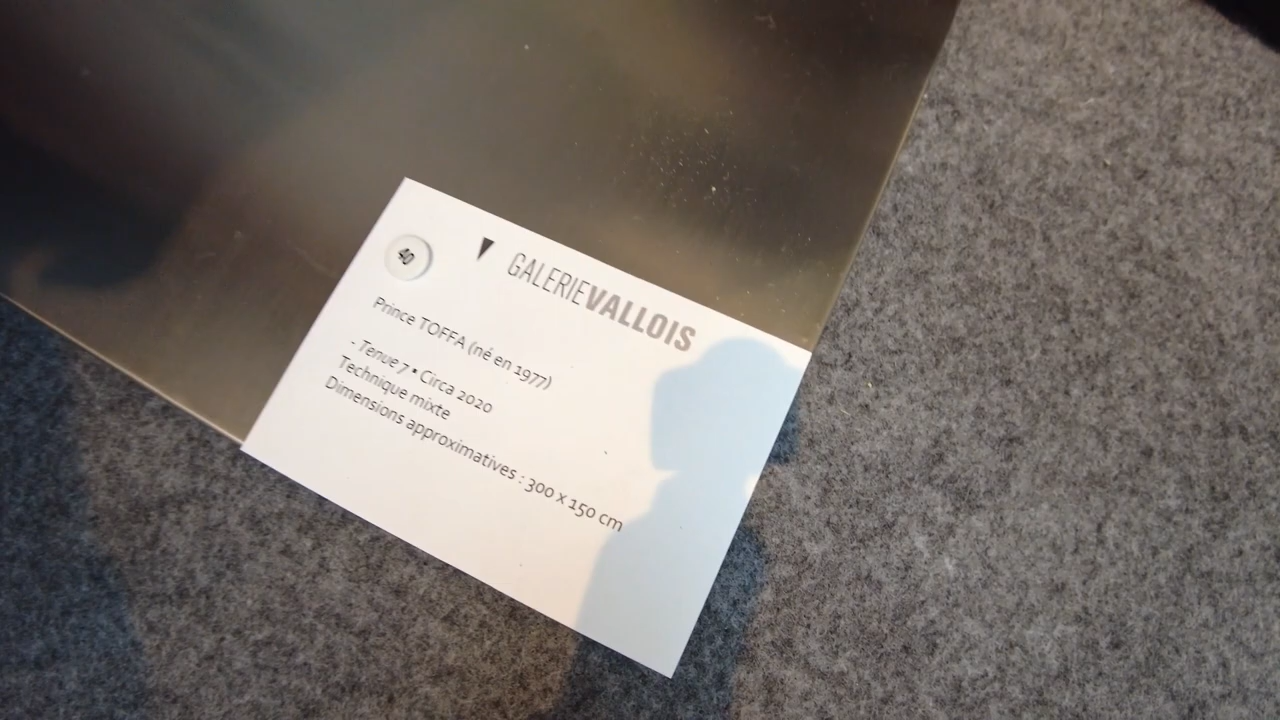 40
GALERIEVALLOIS
Prince TOFFA (né en 1977)
- Tenue 7 • Circa 2020
Technique mixte
Dimensions approximatives : 300 x 150 cm